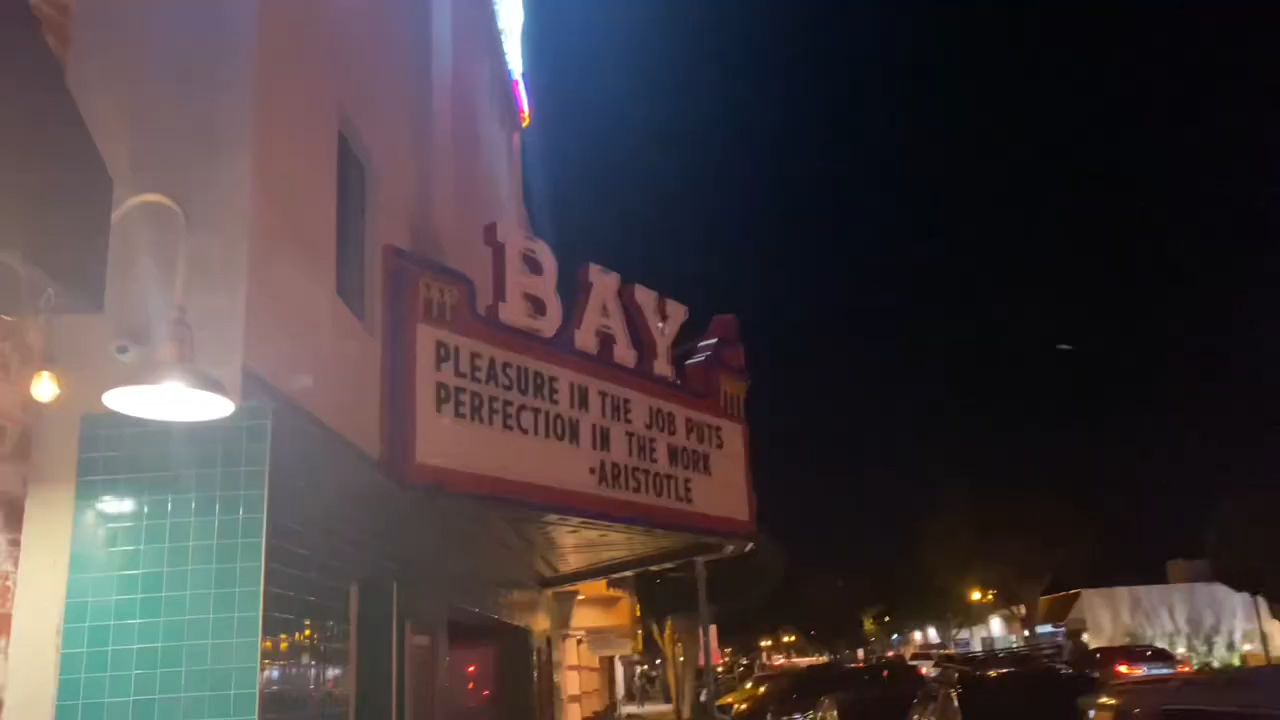 BAY
PLEASURE IN THE JOB PUTS
PERFECTION IN THE WORK
-ARISTOTLE